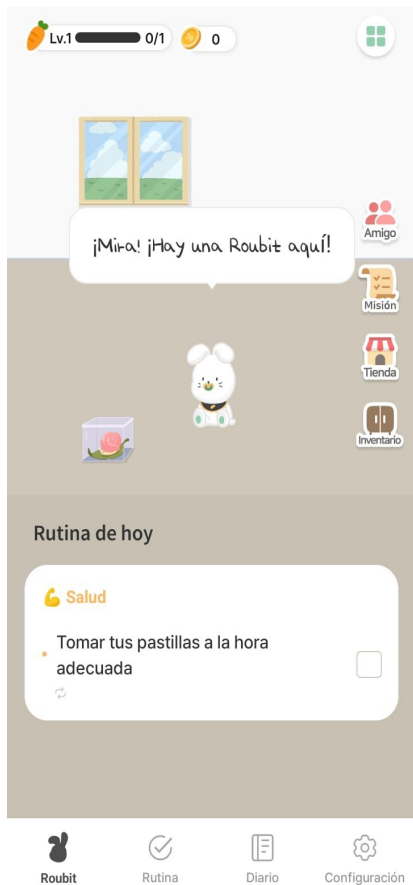 Lv.1 0/1 0
¡Mira! ¡Hay una Roubit aquí!
Amigo
Misión
Tienda
Inventario
Rutina de hoy
💪 Salud
Tomar tus pastillas a la hora
adecuada
Roubit Rutina Diario Configuración